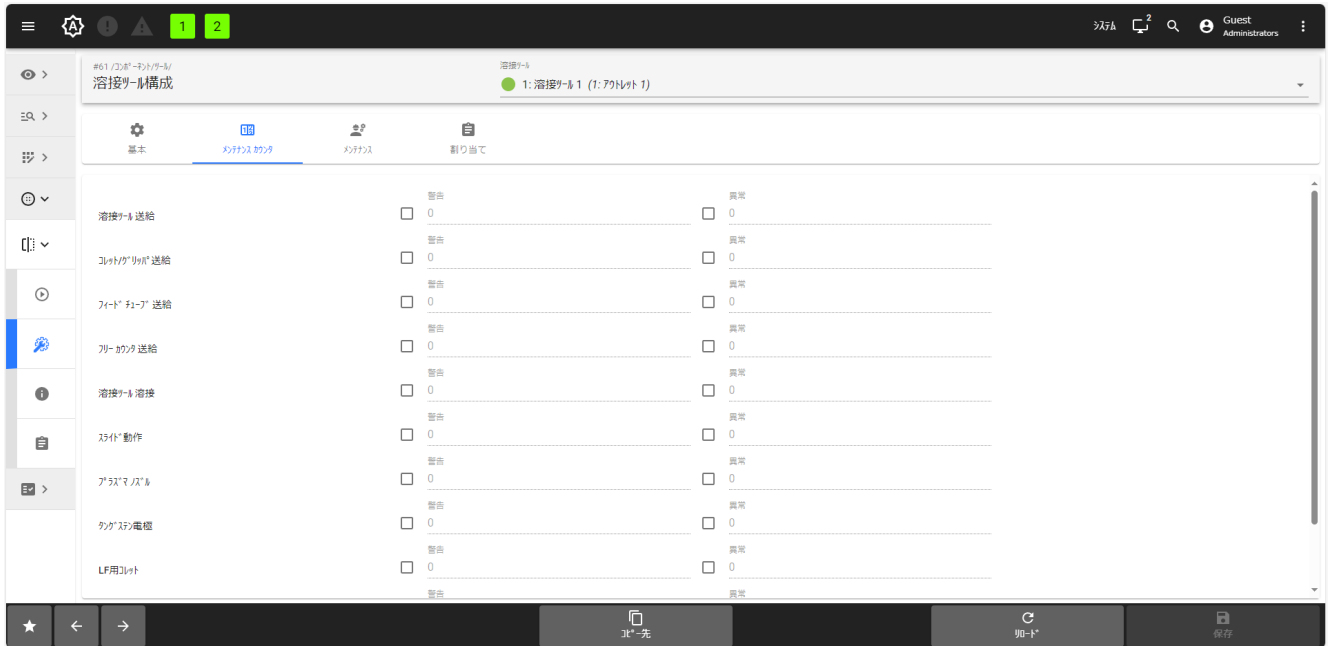 1 2
ｼｽﾃﾑ
2
Guest
Administrators
#61 /ｺﾝﾎﾟｰﾈﾝﾄ/ﾂｰﾙ/
溶接ﾂｰﾙ構成
溶接ﾂｰﾙ
1: 溶接ﾂｰﾙ 1 (1: ｱｳﾄﾚｯﾄ 1)
基本
ﾒﾝﾃﾅﾝｽ ｶｳﾝﾀ
ﾒﾝﾃﾅﾝｽ
割り当て
警告 異常
溶接ﾂｰﾙ 送給 0 0
警告 異常
ｺﾚｯﾄ/ｸﾞﾘｯﾊﾟ 送給 0 0
警告 異常
ﾌｨｰﾄﾞ ﾁｭｰﾌﾞ 送給 0 0
警告 異常
ﾌﾘｰ ｶｳﾝﾀ 送給 0 0
警告 異常
溶接ﾂｰﾙ 溶接 0 0
警告 異常
ｽﾗｲﾄﾞ動作 0 0
警告 異常
ﾌﾟﾗｽﾞﾏ ﾉｽﾞﾙ 0 0
警告 異常
ﾀﾝｸﾞｽﾃﾝ電極 0 0
警告 異常
LF用ｺﾚｯﾄ 0 0
警告 異常
ｺﾋﾟｰ先
ﾘﾛｰﾄﾞ
保存